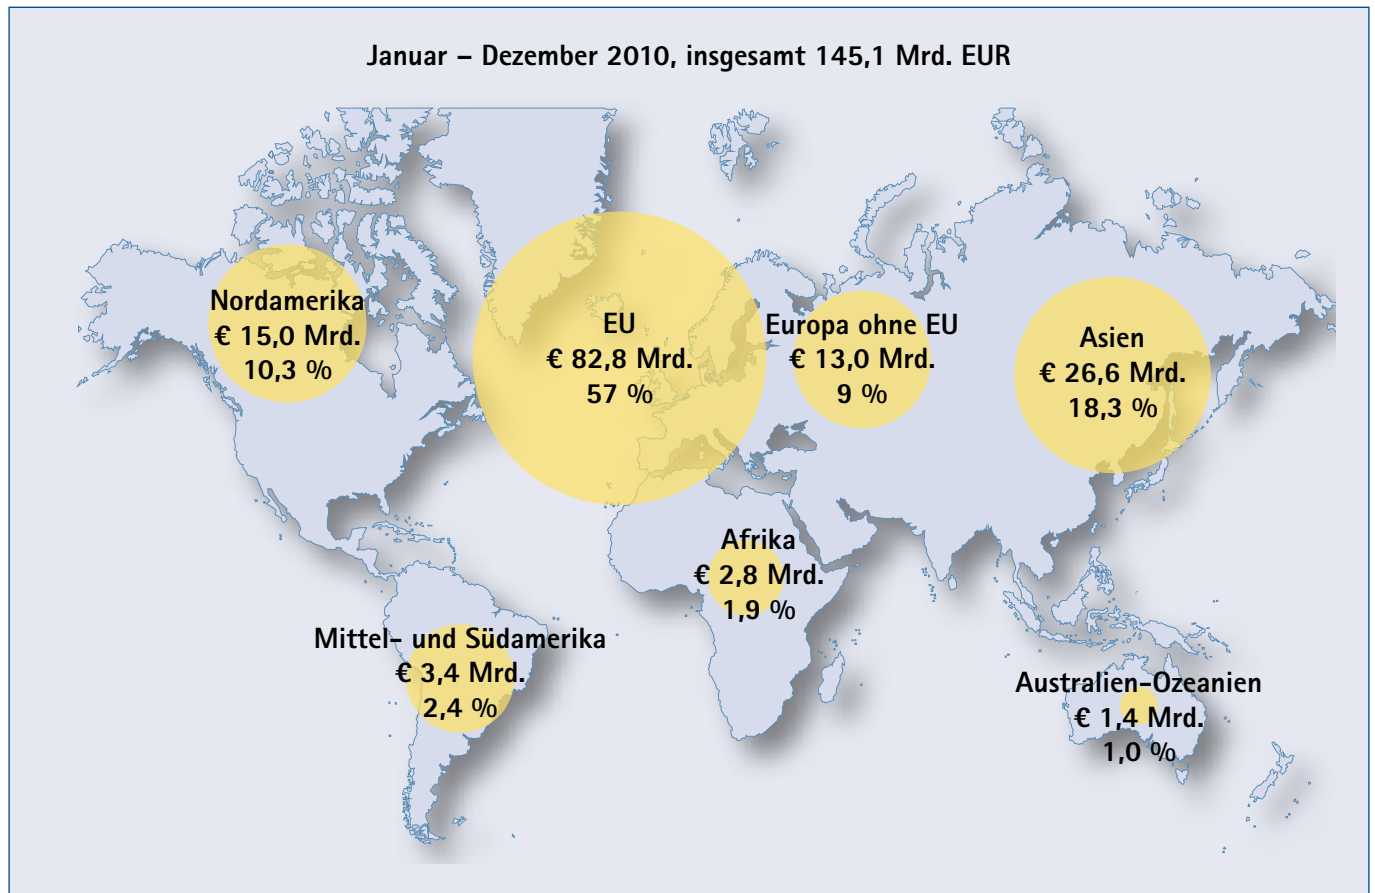 Januar – Dezember 2010, insgesamt 145,1 Mrd. EUR
Nordamerika
€ 15,0 Mrd.
10,3 %
EU
€ 82,8 Mrd.
57 %
Europa ohne EU
€ 13,0 Mrd.
9 %
Asien
€ 26,6 Mrd.
18,3 %
Afrika
€ 2,8 Mrd.
1,9 %
Mittel- und Südamerika
€ 3,4 Mrd.
2,4 %
Australien-Ozeanien
€ 1,4 Mrd.
1,0 %